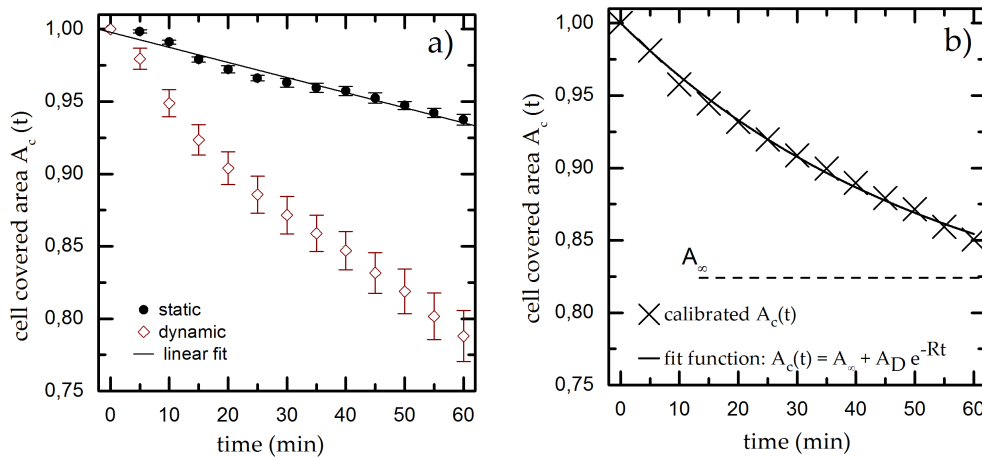 a)
cell covered area A_c (t)
1,00
0,95
0,90
0,85
0,80
0,75
static
dynamic
linear fit
0 10 20 30 40 50 60
time (min)
b)
cell covered area A_c (t)
1,00
0,95
0,90
0,85
0,80
0,75
A_∞
calibrated A_c(t)
fit function: A_c(t) = A_∞ + A_D e^-Rt
0 10 20 30 40 50 60
time (min)